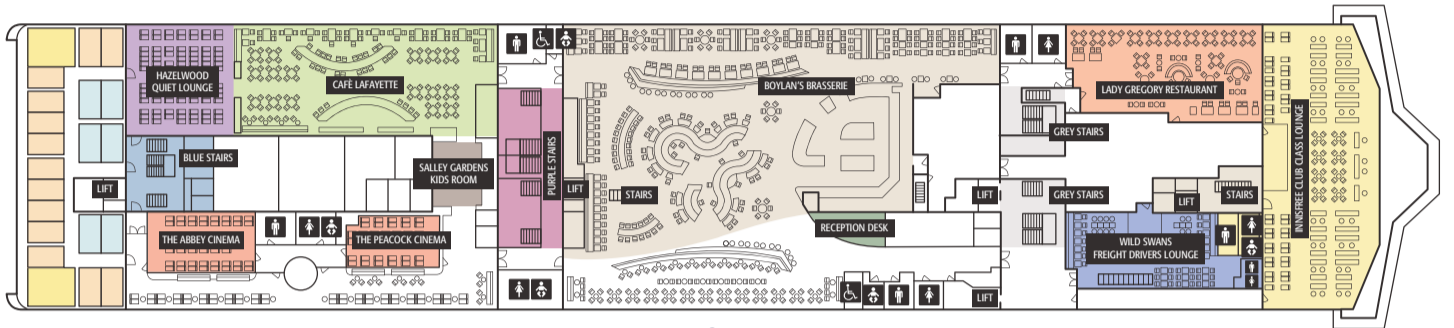 HAZELWOOD
QUIET LOUNGE
CAFÉ LAFAYETTE
BLUE STAIRS
LIFT
SALLEY GARDENS
KIDS ROOM
THE ABBEY CINEMA
THE PEACOCK CINEMA
PURPLE STAIRS
LIFT
STAIRS
BOYLAN'S BRASSERIE
RECEPTION DESK
LIFT
LIFT
GREY STAIRS
GREY STAIRS
LADY GREGORY RESTAURANT
LIFT
STAIRS
WILD SWANS
FREIGHT DRIVERS LOUNGE
INNISFREE CLUB CLASS LOUNGE